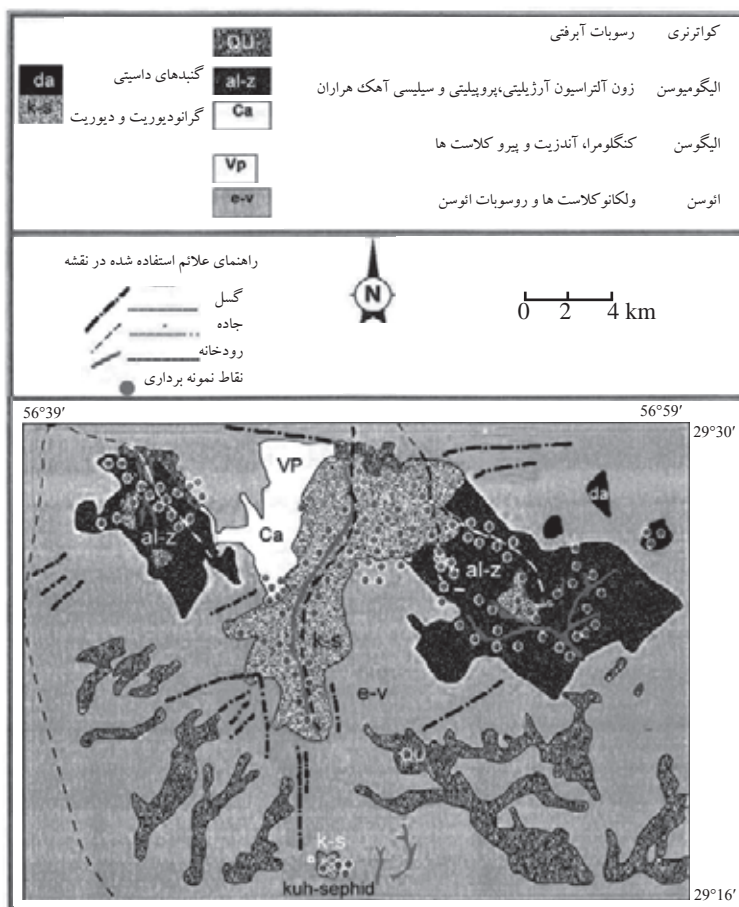 کواترنری رسوبات آبرفتی QU
الیگومیوسن زون آلتراسیون آرژیلیتی،پروپیلیتی و سیلیسی آهک هراران al-z گنبدهای داسیتی da
Ca گرانودیوریت و دیوریت k-s
الیگوسن کنگلومرا، آندزیت و پیرو کلاست ها
Vp
ائوسن ولکانوکلاست ها و روسوبات ائوسن e-v
راهنمای علائم استفاده شده در نقشه
گسل
جاده
رودخانه
نقاط نمونه برداری
N
0 2 4 km
56°39′ 56°59′
29°30′
VP
da
Ca
al-z
al-z
k-s
e-v
QU
k-s
kuh-sephid
29°16′